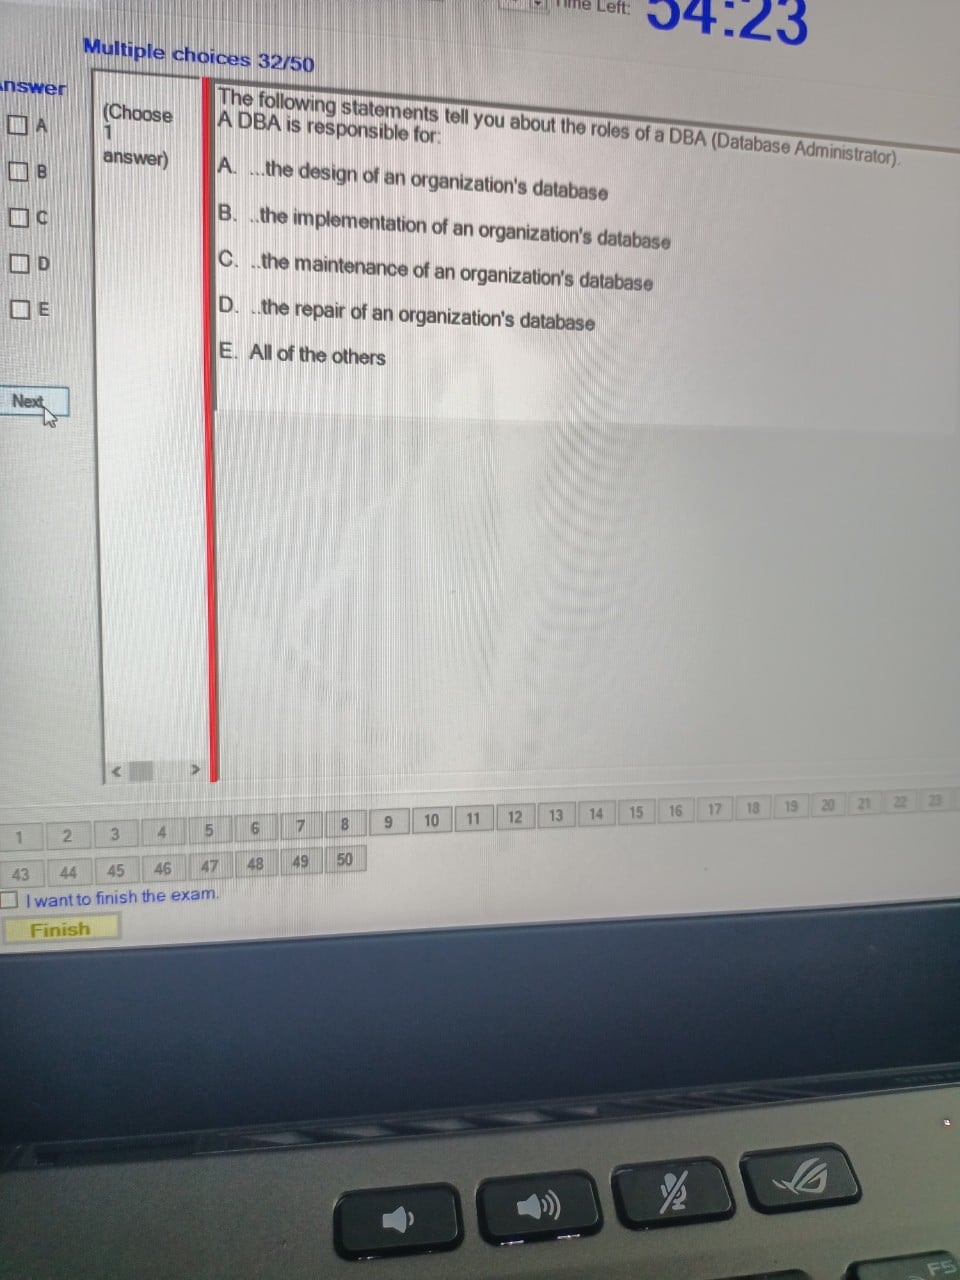 Time Left: 54:23
Multiple choices 32/50
Answer
(Choose
1
answer)
A
B
C
D
E
Next
The following statements tell you about the roles of a DBA (Database Administrator).
A DBA is responsible for:
A. ...the design of an organization's database
B. ..the implementation of an organization's database
C. ..the maintenance of an organization's database
D. ..the repair of an organization's database
E. All of the others
1 2 3 4 5 6 7 8 9 10 11 12 13 14 15 16 17 18 19 20 21 22 23
43 44 45 46 47 48 49 50
I want to finish the exam.
Finish
F5